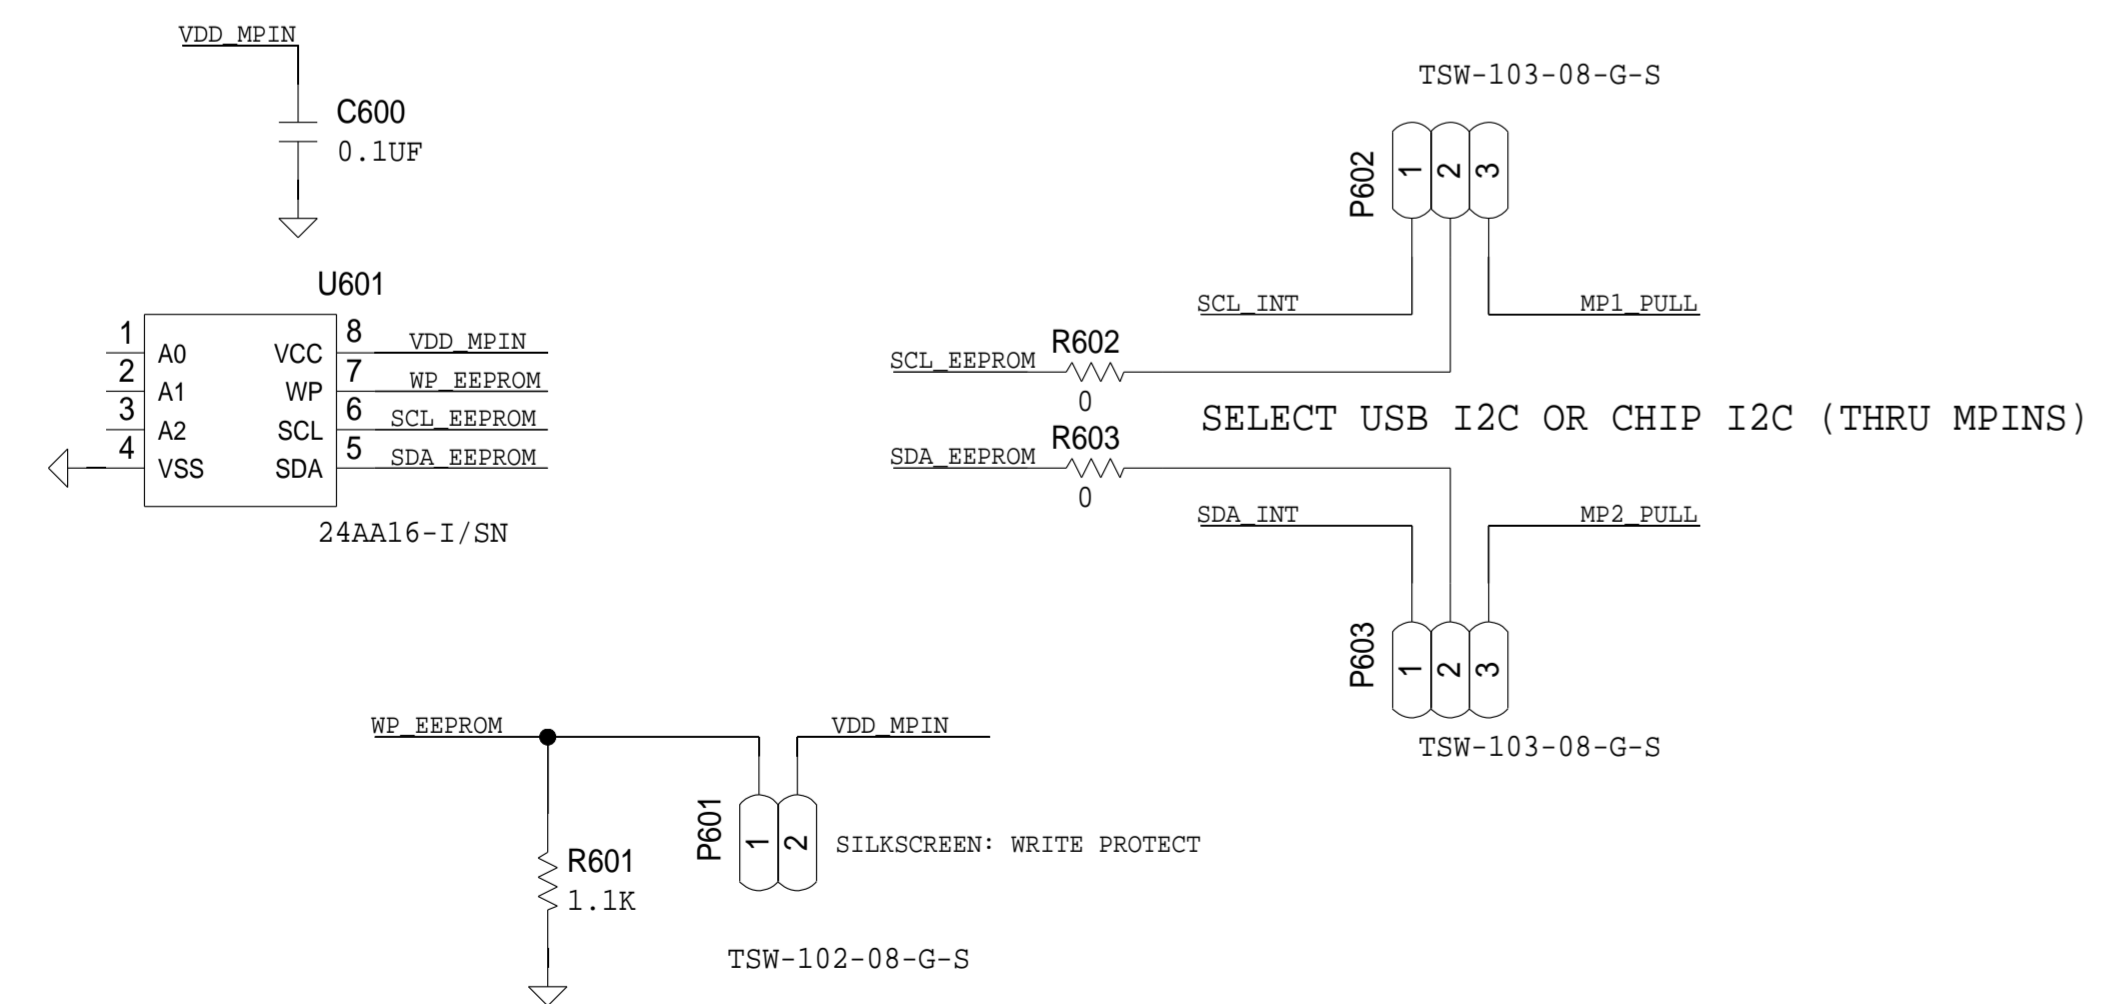 VDD_MPIN
C600
0.1UF
U601
1 A0 VCC 8 VDD_MPIN
2 A1 WP 7 WP_EEPROM
3 A2 SCL 6 SCL_EEPROM
4 VSS SDA 5 SDA_EEPROM
24AA16-I/SN
TSW-103-08-G-S
P602
1 2 3
SCL_INT
MP1_PULL
SCL_EEPROM
R602
0
SELECT USB I2C OR CHIP I2C (THRU MPINS)
SDA_EEPROM
R603
0
SDA_INT
MP2_PULL
P603
1 2 3
TSW-103-08-G-S
WP_EEPROM
VDD_MPIN
P601
1 2
SILKSCREEN: WRITE PROTECT
R601
1.1K
TSW-102-08-G-S